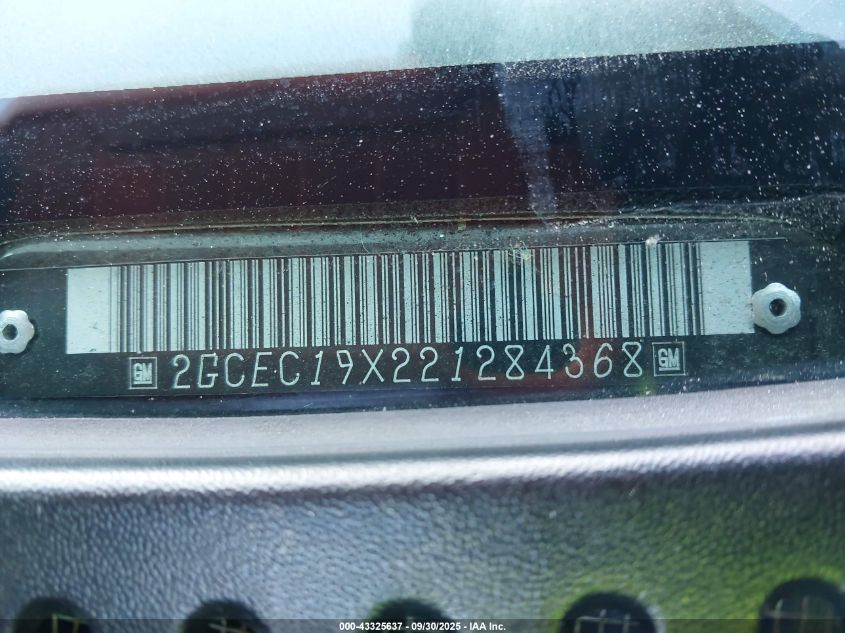 GM 2GCEC19X221284368 GM
000-43325637 - 09/30/2025 - IAA Inc.